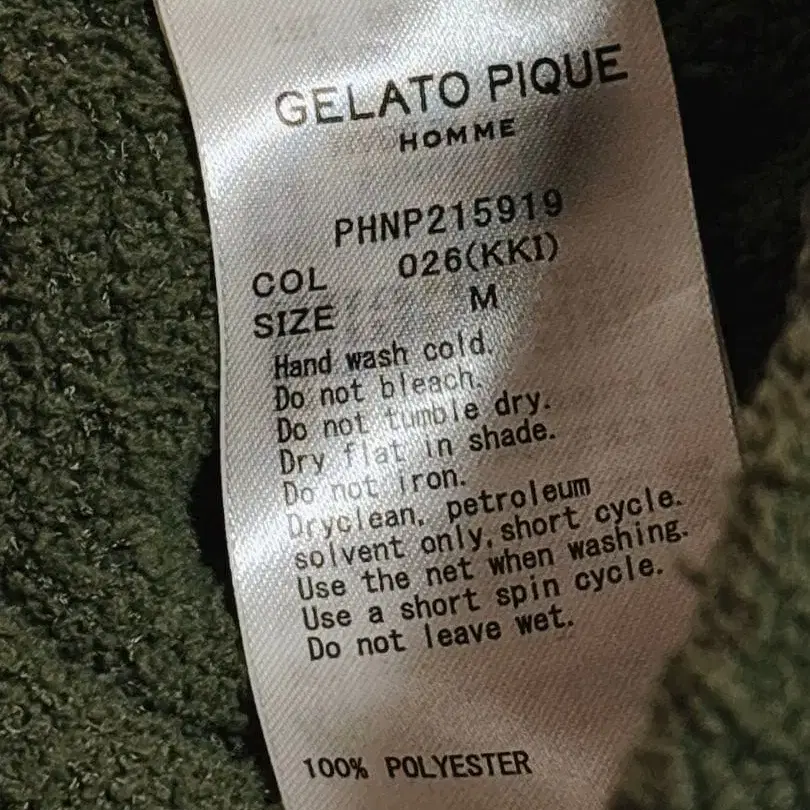 GELATO PIQUE
HOMME
PHNP215919
COL 026(KKI)
SIZE M
Hand wash cold.
Do not bleach.
Do not tumble dry.
Dry flat in shade.
Do not iron.
Dryclean, petroleum
solvent only,short cycle.
Use the net when washing.
Use a short spin cycle.
Do not leave wet.
100% POLYESTER